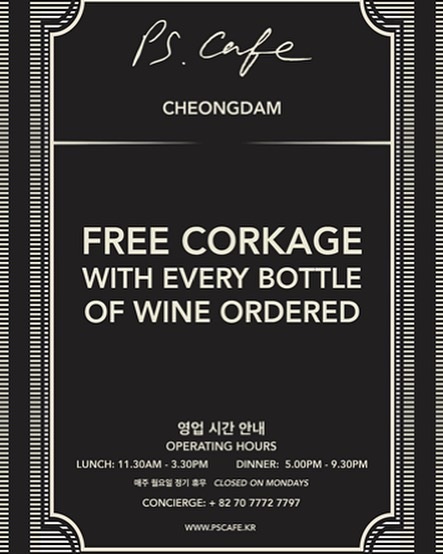 PS. Cafe
CHEONGDAM
FREE CORKAGE
WITH EVERY BOTTLE
OF WINE ORDERED
영업 시간 안내
OPERATING HOURS
LUNCH: 11.30AM - 3.30PM DINNER: 5.00PM - 9.30PM
매주 월요일 정기 휴무 CLOSED ON MONDAYS
CONCIERGE: + 82 70 7772 7797
WWW.PSCAFE.KR